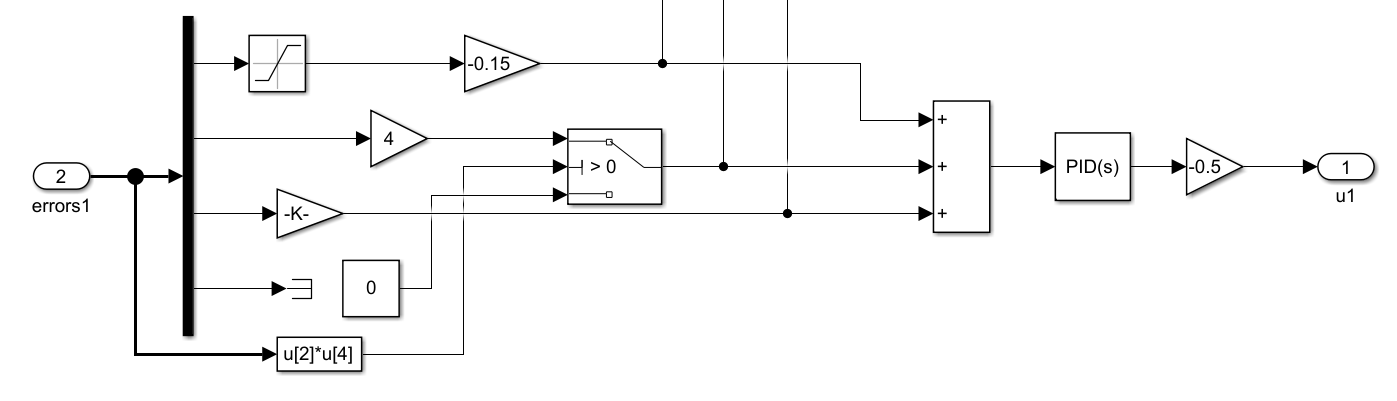 -0.15
+
4
> 0
2
+
PID(s)
-0.5
1
errors1
u1
-K-
+
0
u[2]*u[4]